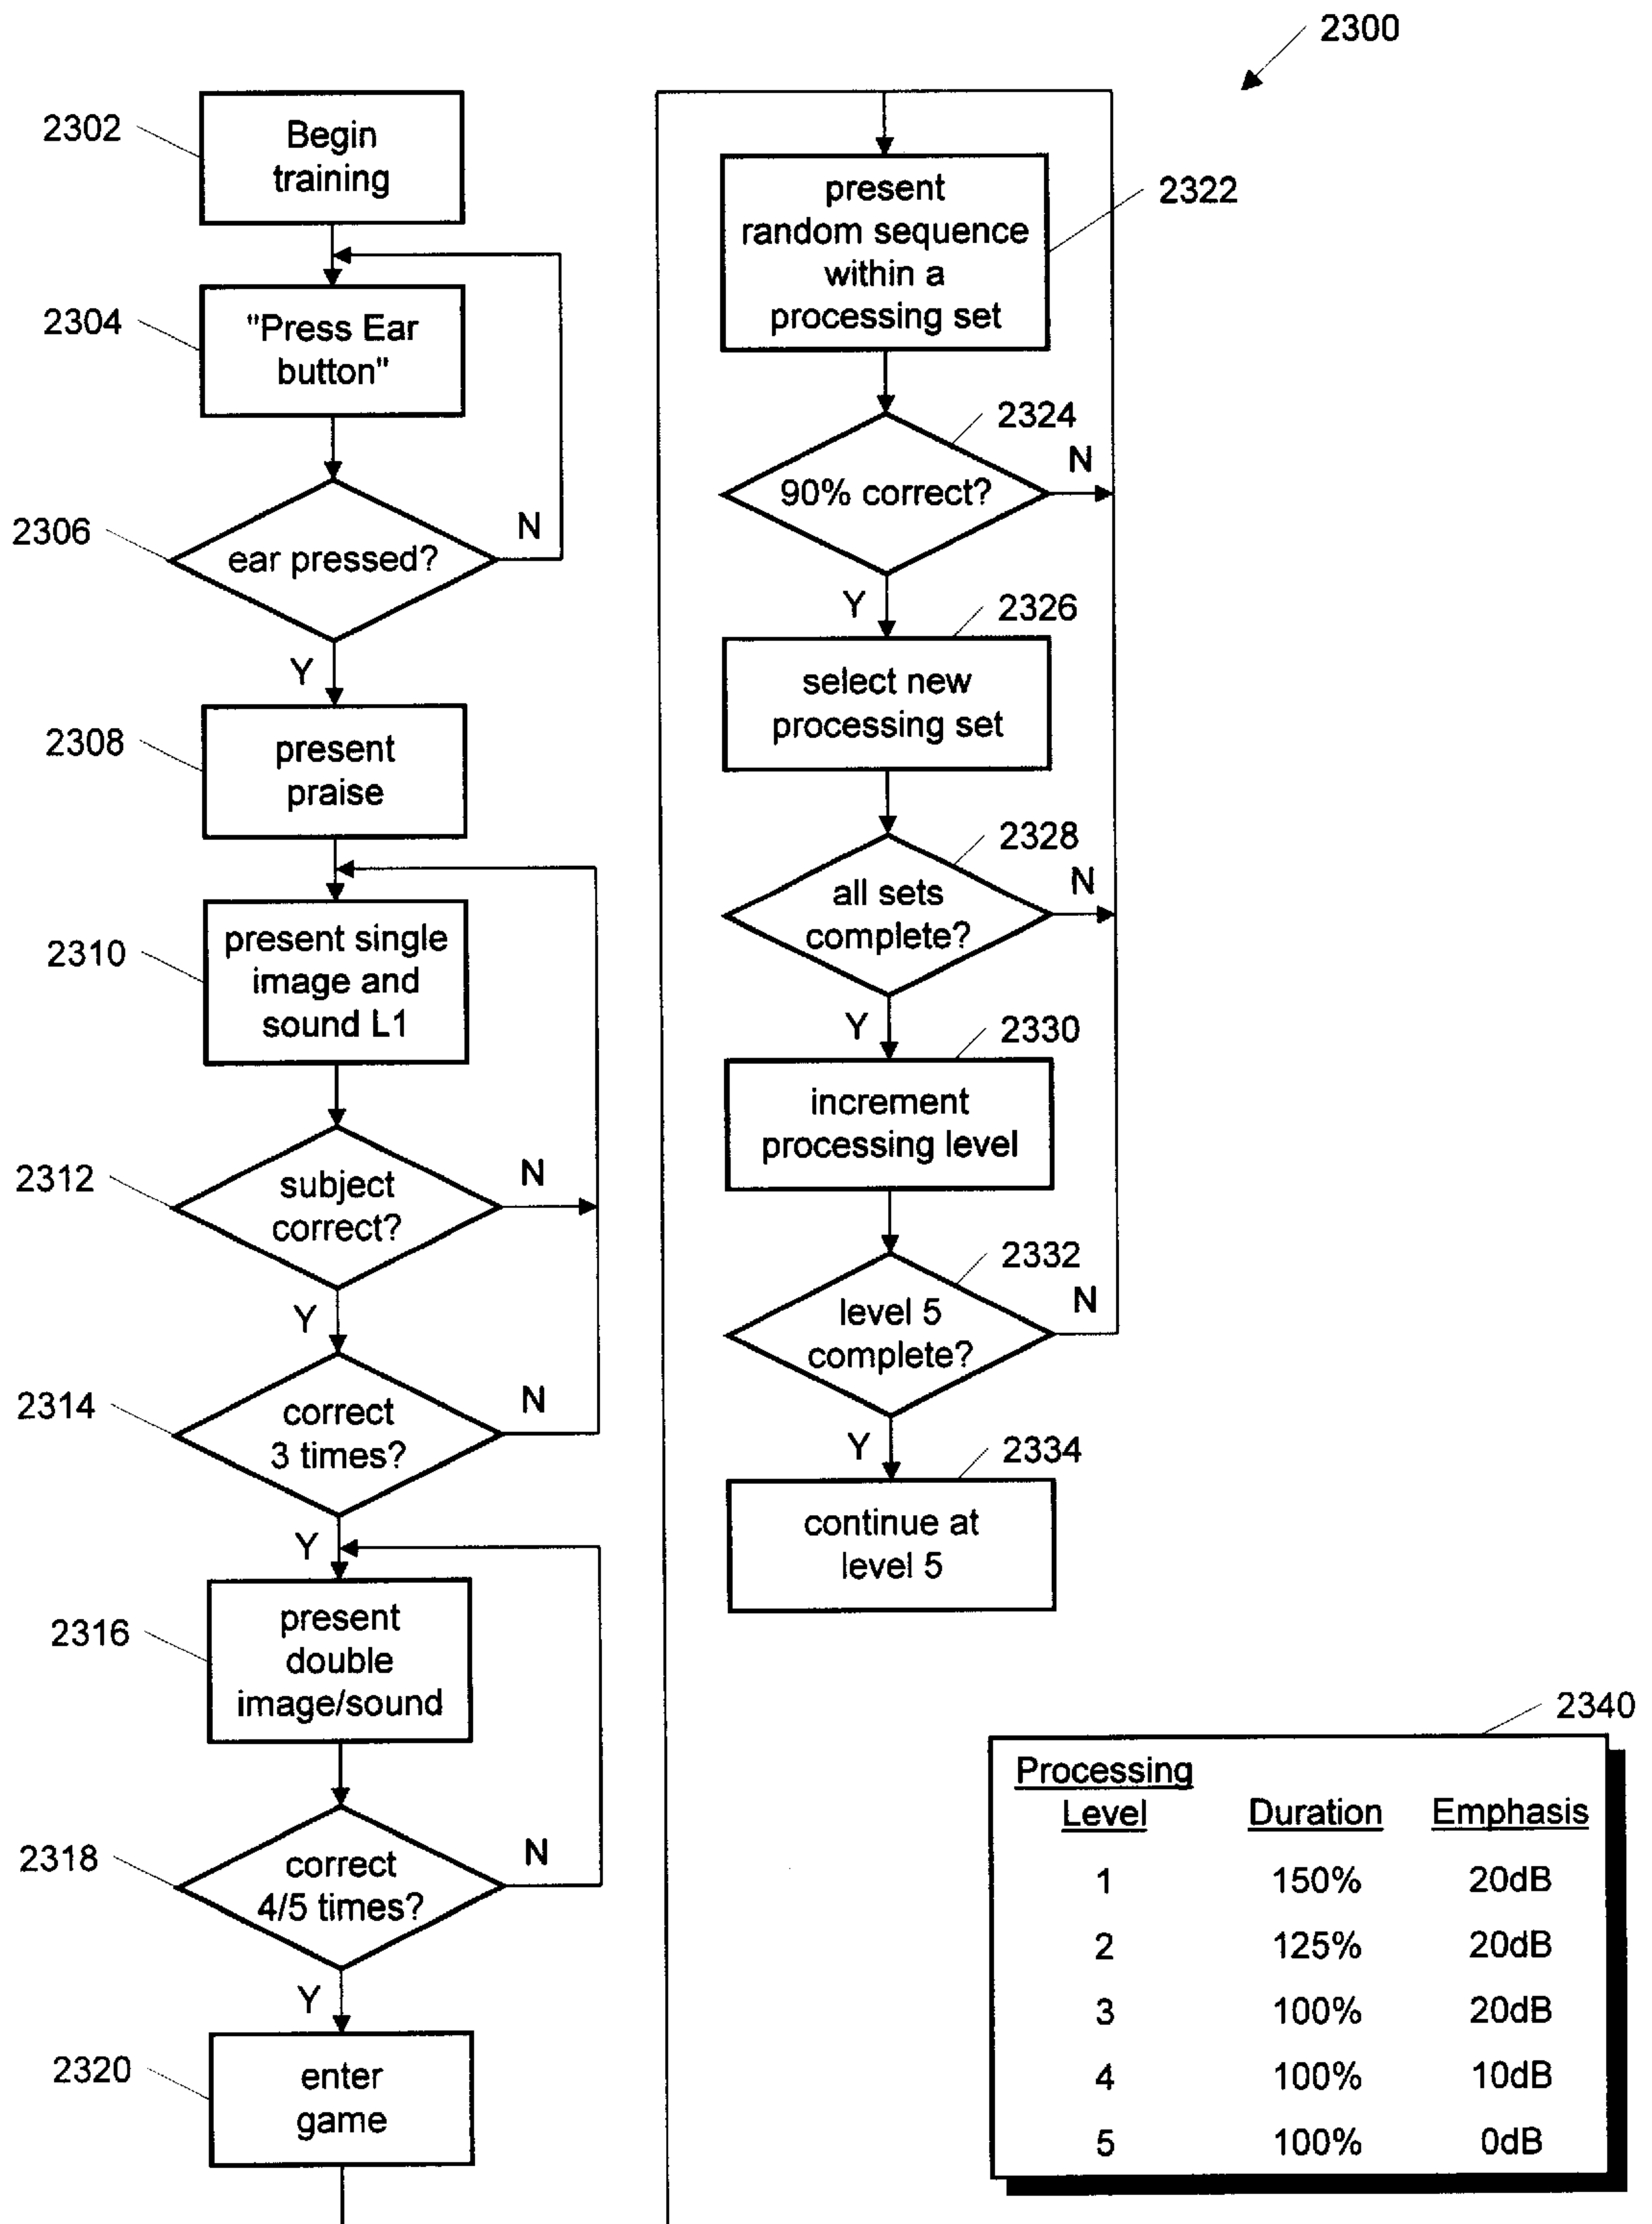 2300
2302
Begin
training
2304
"Press Ear
button"
2306
ear pressed?
N
Y
2308
present
praise
2310
present single
image and
sound L1
2312
subject
correct?
N
Y
2314
correct
3 times?
N
Y
2316
present
double
image/sound
2318
correct
4/5 times?
N
Y
2320
enter
game
2322
present
random sequence
within a
processing set
2324
90% correct?
N
Y
2326
select new
processing set
2328
all sets
complete?
N
Y
2330
increment
processing level
2332
level 5
complete?
N
Y
2334
continue at
level 5
2340
Processing
Level Duration Emphasis
1 150% 20dB
2 125% 20dB
3 100% 20dB
4 100% 10dB
5 100% 0dB